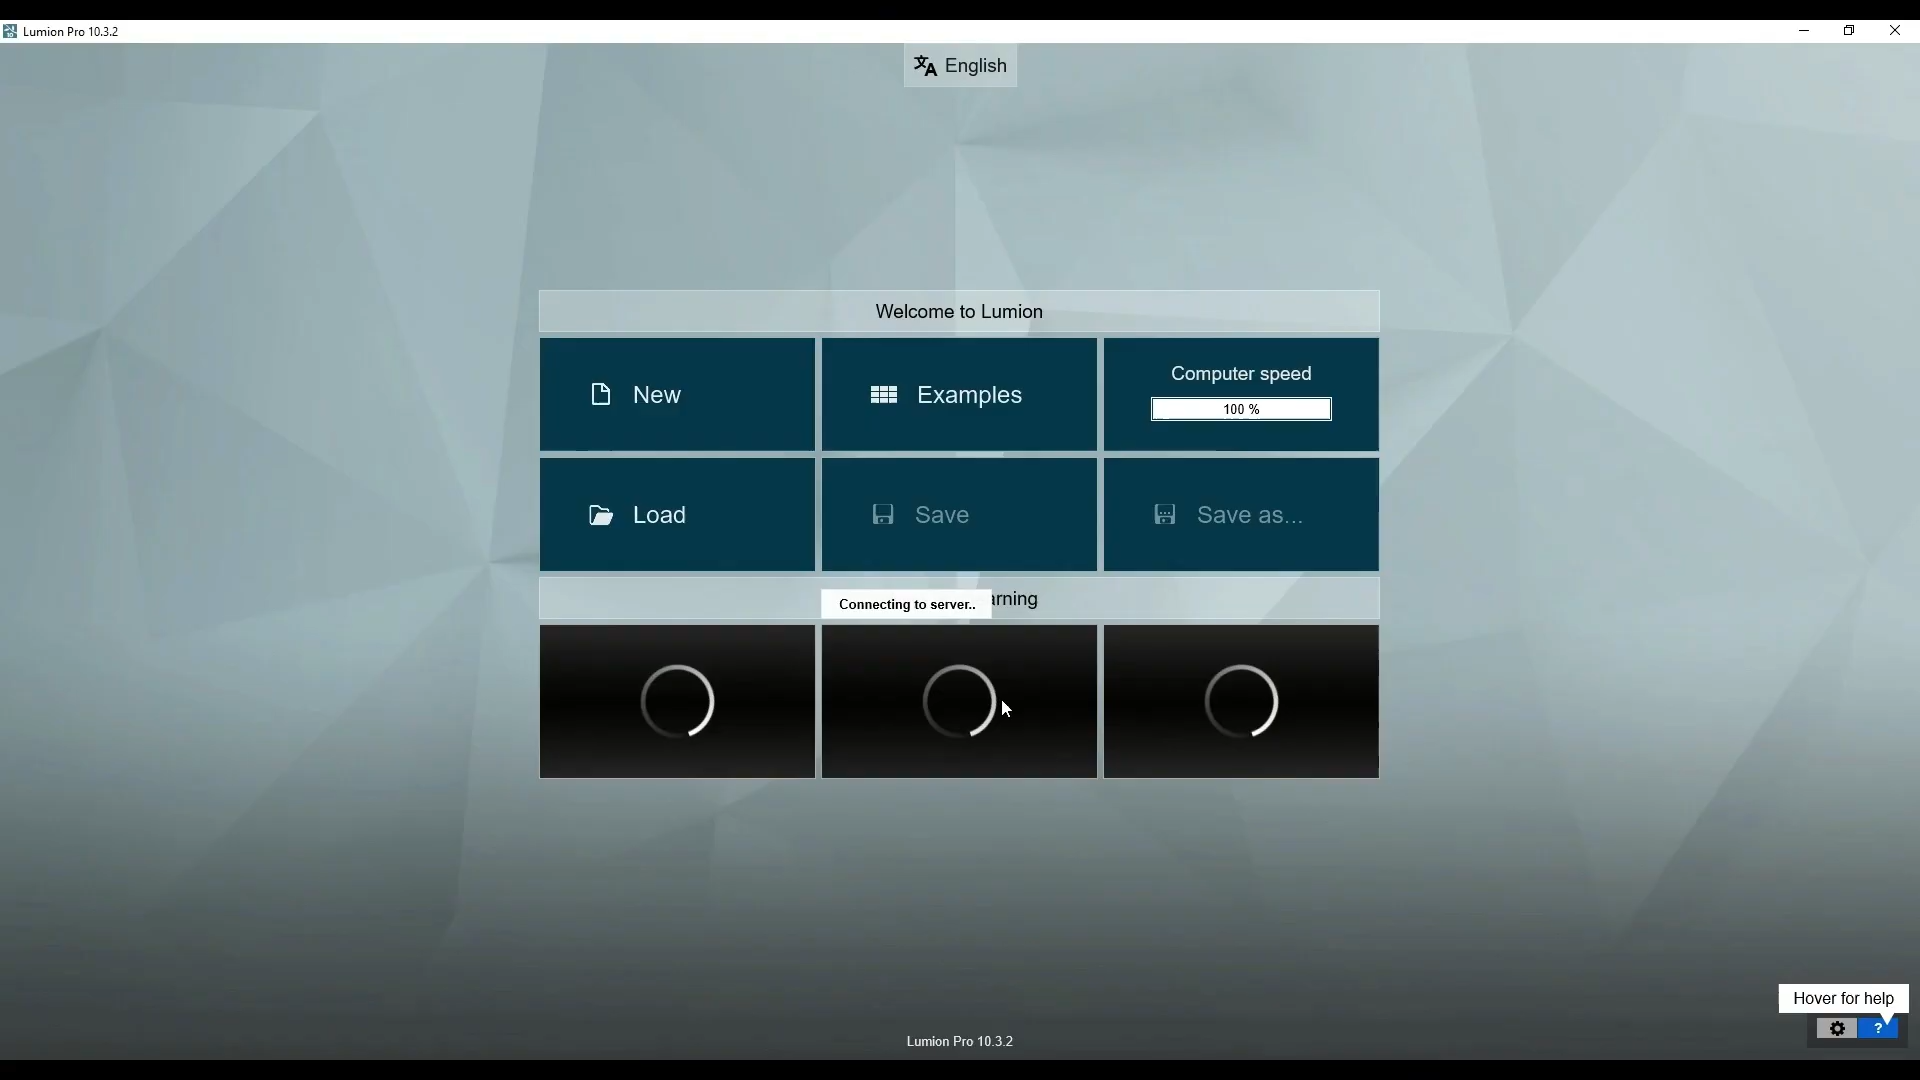 Lumion Pro 10.3.2
English
Welcome to Lumion
New
Examples
Computer speed
100 %
Load
Save
Save as...
Connecting to server..
arning
Hover for help
?
Lumion Pro 10.3.2